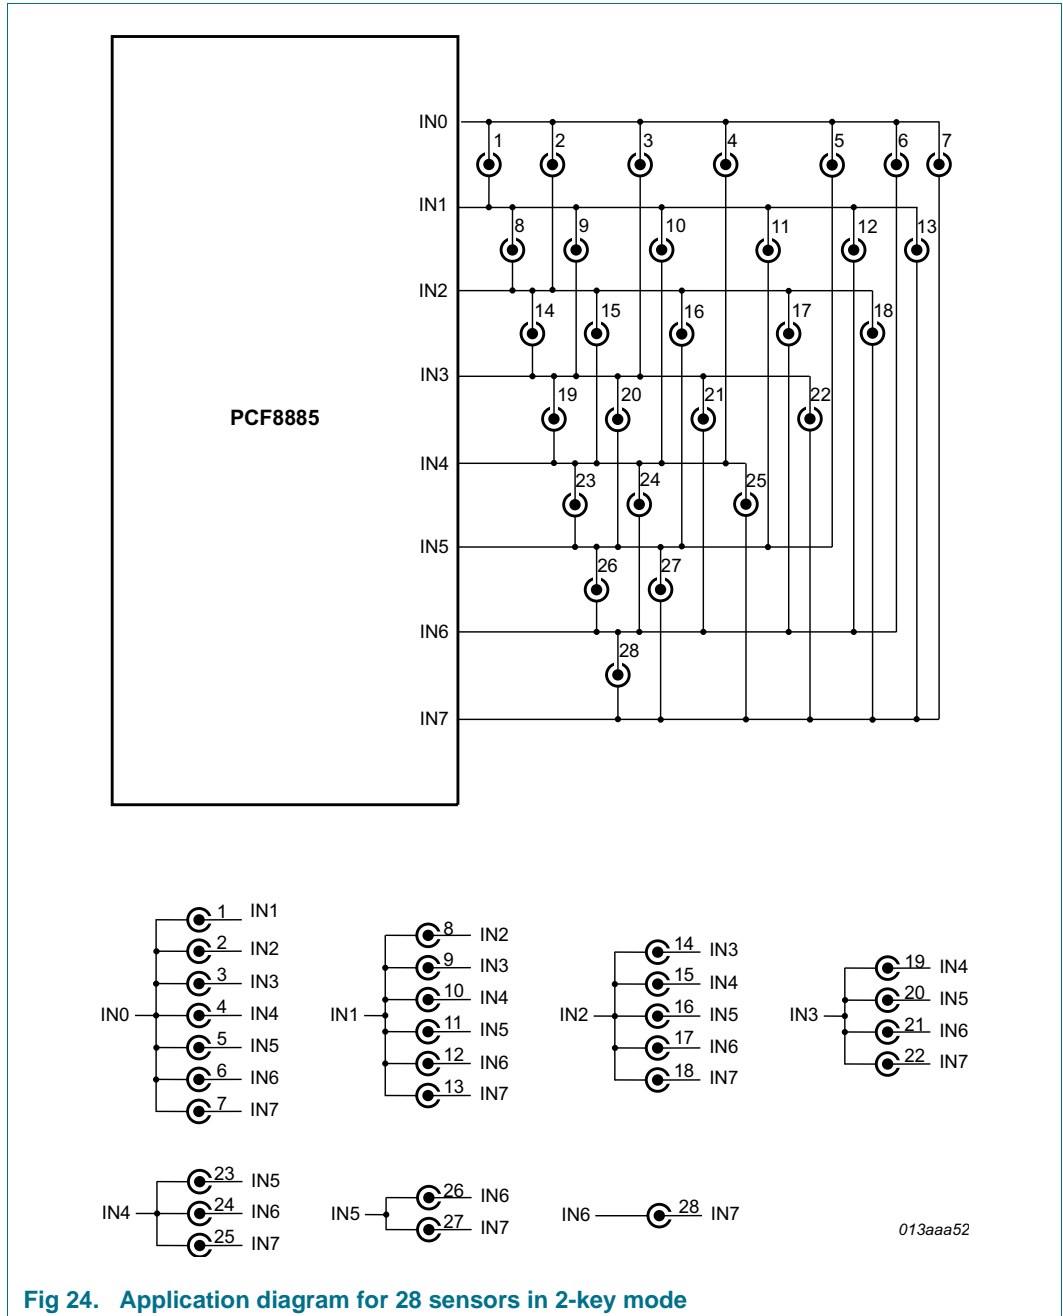 IN0
1 2 3 4 5 6 7
IN1
8 9 10 11 12 13
IN2
14 15 16 17 18
IN3
19 20 21 22
PCF8885
IN4
23 24 25
IN5
26 27
IN6
28
IN7
IN0
1 IN1
2 IN2
3 IN3
4 IN4
5 IN5
6 IN6
7 IN7
IN1
8 IN2
9 IN3
10 IN4
11 IN5
12 IN6
13 IN7
IN2
14 IN3
15 IN4
16 IN5
17 IN6
18 IN7
IN3
19 IN4
20 IN5
21 IN6
22 IN7
IN4
23 IN5
24 IN6
25 IN7
IN5
26 IN6
27 IN7
IN6 28 IN7
013aaa52
Fig 24. Application diagram for 28 sensors in 2-key mode